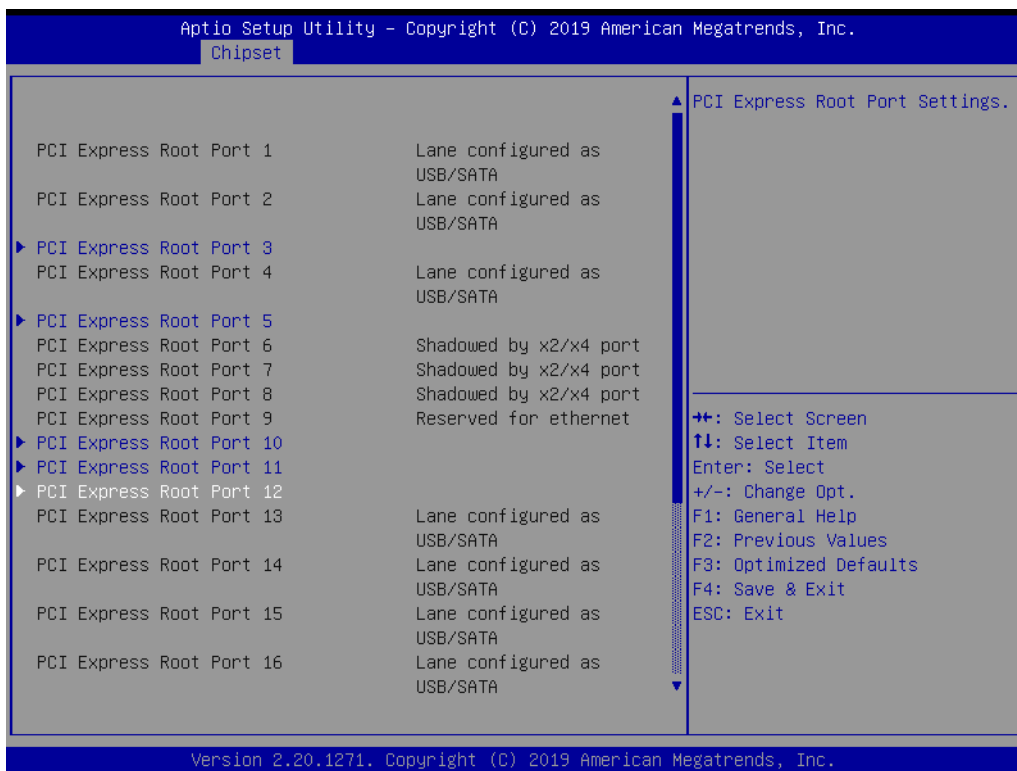 Aptio Setup Utility – Copyright (C) 2019 American Megatrends, Inc.
Chipset
PCI Express Root Port 1 Lane configured as
USB/SATA
PCI Express Root Port 2 Lane configured as
USB/SATA
PCI Express Root Port 3
PCI Express Root Port 4 Lane configured as
USB/SATA
PCI Express Root Port 5
PCI Express Root Port 6 Shadowed by x2/x4 port
PCI Express Root Port 7 Shadowed by x2/x4 port
PCI Express Root Port 8 Shadowed by x2/x4 port
PCI Express Root Port 9 Reserved for ethernet
PCI Express Root Port 10
PCI Express Root Port 11
PCI Express Root Port 12
PCI Express Root Port 13 Lane configured as
USB/SATA
PCI Express Root Port 14 Lane configured as
USB/SATA
PCI Express Root Port 15 Lane configured as
USB/SATA
PCI Express Root Port 16 Lane configured as
USB/SATA
PCI Express Root Port Settings.
→←: Select Screen
↑↓: Select Item
Enter: Select
+/-: Change Opt.
F1: General Help
F2: Previous Values
F3: Optimized Defaults
F4: Save & Exit
ESC: Exit
Version 2.20.1271. Copyright (C) 2019 American Megatrends, Inc.